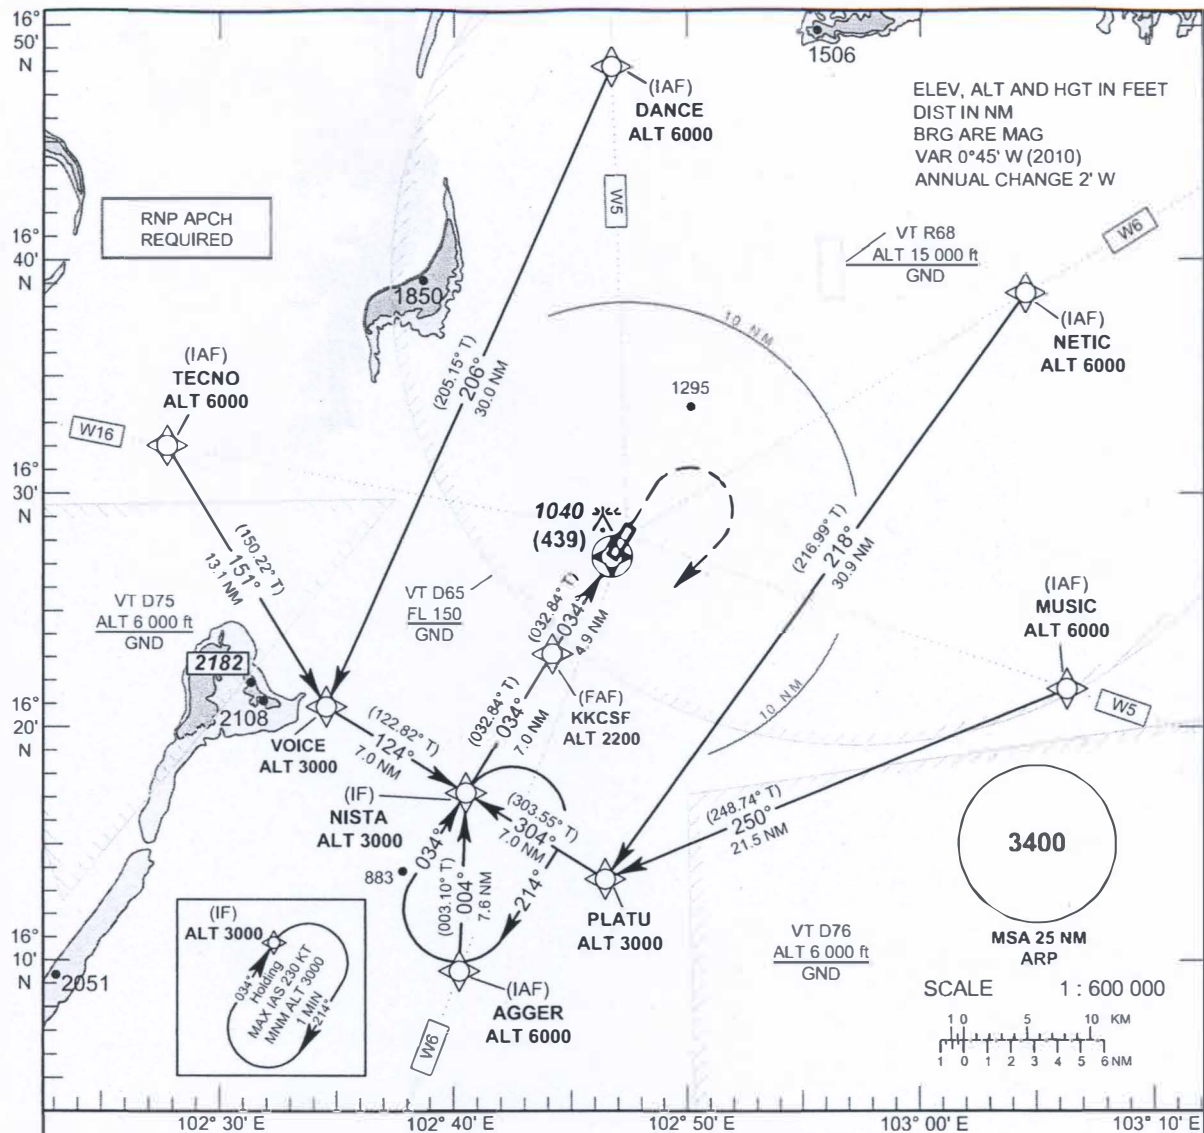 16°
50'
N
1506
(IAF)
DANCE
ALT 6000
ELEV, ALT AND HGT IN FEET
DIST IN NM
BRG ARE MAG
VAR 0°45' W (2010)
ANNUAL CHANGE 2' W
RNP APCH
REQUIRED
W5
VT R68
ALT 15 000 ft
GND
W6
16°
40'
N
1850
10 NM
(IAF)
NETIC
ALT 6000
(IAF)
TECNO
ALT 6000
(205.15° T)
206°
30.0 NM
1295
W16
16°
30'
N
1040
(439)
(150.22° T)
151°
13.1 NM
(216.99° T)
218°
30.9 NM
VT D75
ALT 6 000 ft
GND
VT D65
FL 150
GND
(032.84° T)
034°
4.9 NM
(IAF)
MUSIC
ALT 6000
2182
2108
16°
20'
N
(FAF)
KKCSF
ALT 2200
10 NM
W5
VOICE
ALT 3000
(122.82° T)
124°
7.0 NM
(032.84° T)
034°
7.0 NM
(IF)
NISTA
ALT 3000
(303.55° T)
304°
7.0 NM
(248.74° T)
250°
21.5 NM
3400
883
034°
(003.10° T)
004°
7.6 NM
214°
PLATU
ALT 3000
MSA 25 NM
ARP
16°
10'
N
2051
(IF)
ALT 3000
034°
Holding
MAX IAS 230 KT
MNM ALT 3000
1 MIN
214°
(IAF)
AGGER
ALT 6000
W6
VT D76
ALT 6 000 ft
GND
SCALE 1 : 600 000
1 0 5 10 KM
1 0 1 2 3 4 5 6 NM
102° 30' E 102° 40' E 102° 50' E 103° 00' E 103° 10' E